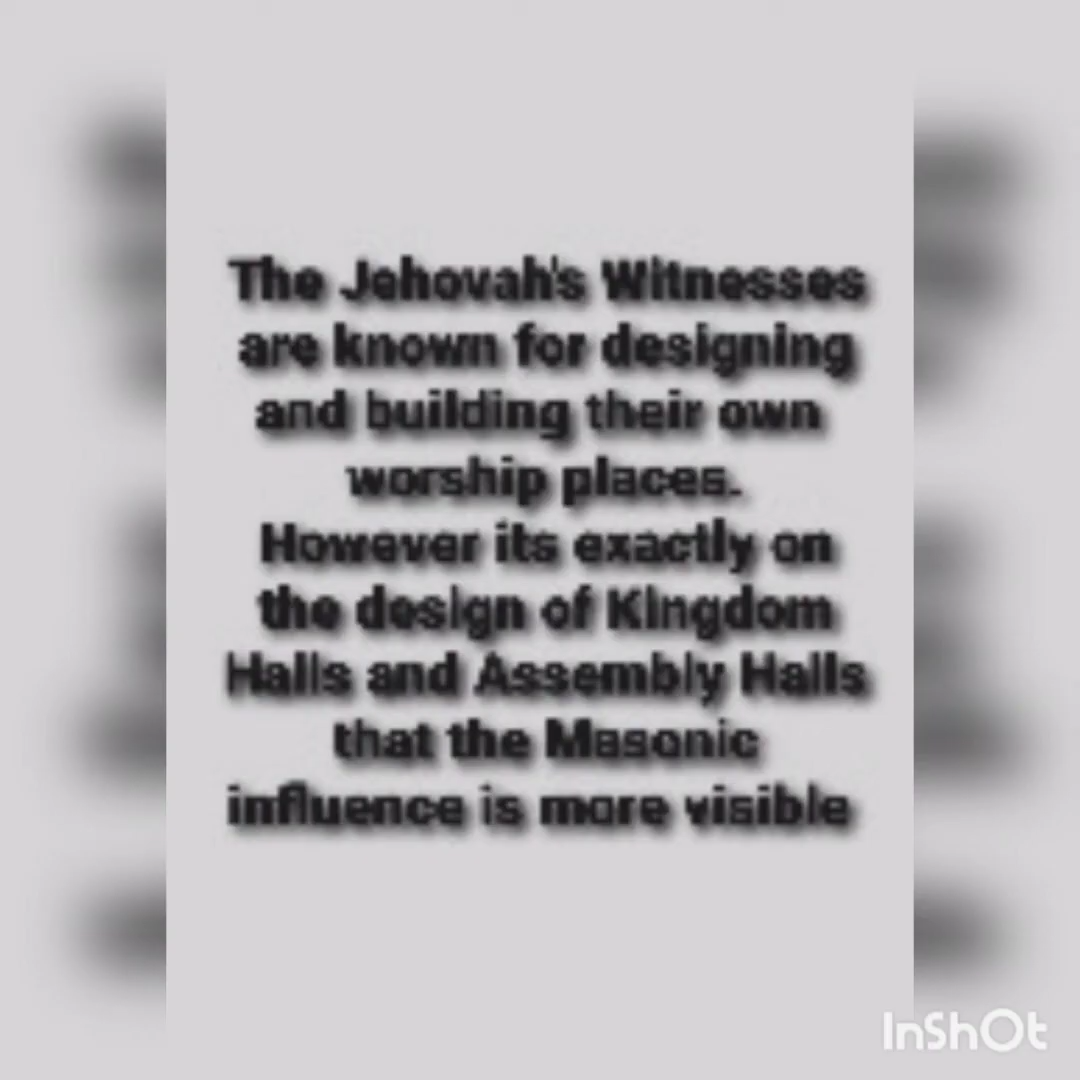 The Jehovah's Witnesses
are known for designing
and building their own
worship places.
However its exactly on
the design of Kingdom
Halls and Assembly Halls
that the Masonic
influence is more visible
InShOt